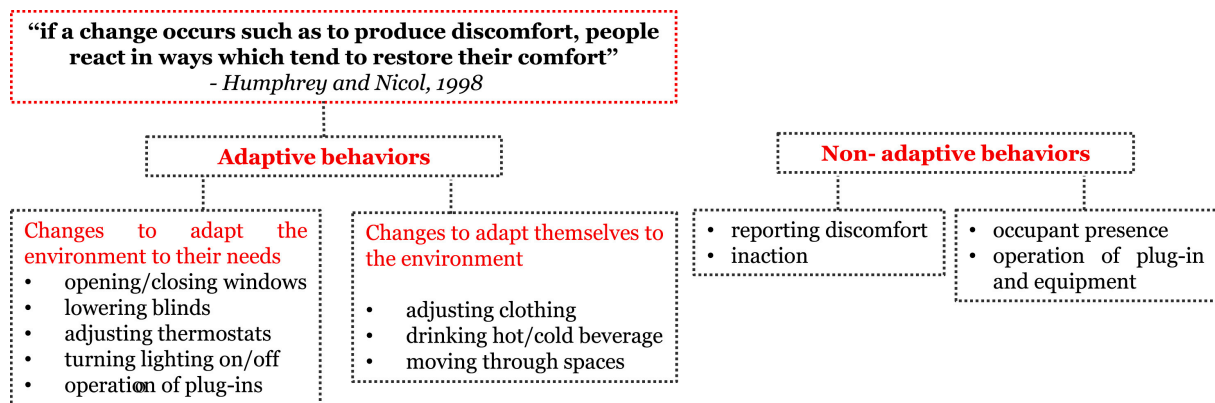 “if a change occurs such as to produce discomfort, people
react in ways which tend to restore their comfort”
- Humphrey and Nicol, 1998
Adaptive behaviors
Non- adaptive behaviors
Changes to adapt the
environment to their needs
• opening/closing windows
• lowering blinds
• adjusting thermostats
• turning lighting on/off
• operation of plug-ins
Changes to adapt themselves to
the environment
• adjusting clothing
• drinking hot/cold beverage
• moving through spaces
• reporting discomfort
• inaction
• occupant presence
• operation of plug-in
and equipment